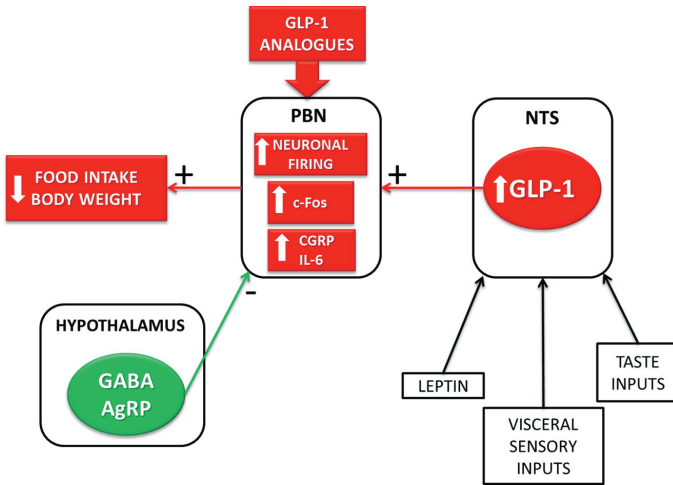 GLP-1
ANALOGUES
PBN
NEURONAL
FIRING
c-Fos
CGRP
IL-6
NTS
GLP-1
+
+
FOOD INTAKE
BODY WEIGHT
-
HYPOTHALAMUS
GABA
AgRP
LEPTIN
VISCERAL
SENSORY
INPUTS
TASTE
INPUTS